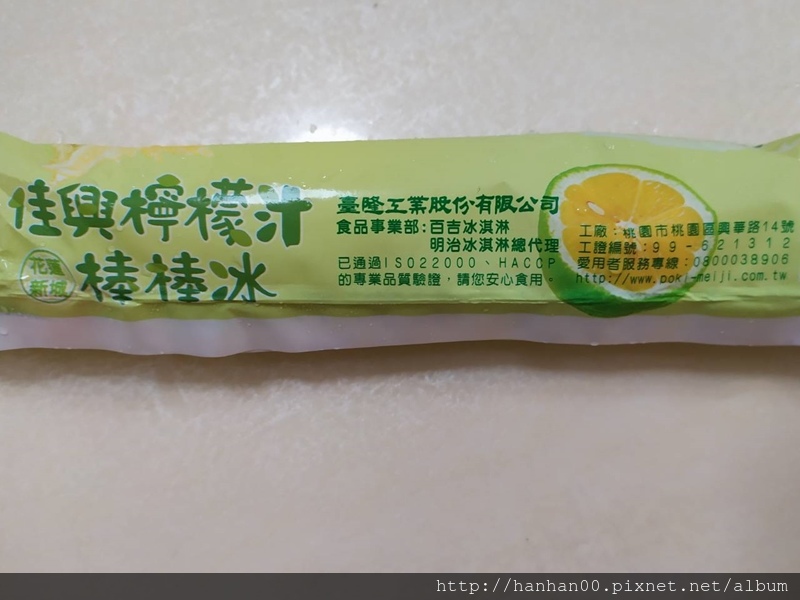 佳興檸檬汁
花蓮
新城
棒棒冰
臺隆工業股份有限公司
食品事業部:百吉冰淇淋
明治冰淇淋總代理
已通過ISO22000、HACCP
的專業品質驗證，請您安心食用。
工廠:桃園市桃園區興華路14號
工證編號:99-621312
愛用者服務專線:0800038906
http://www.poki-meiji.com.tw
http://hanhan00.pixnet.net/album